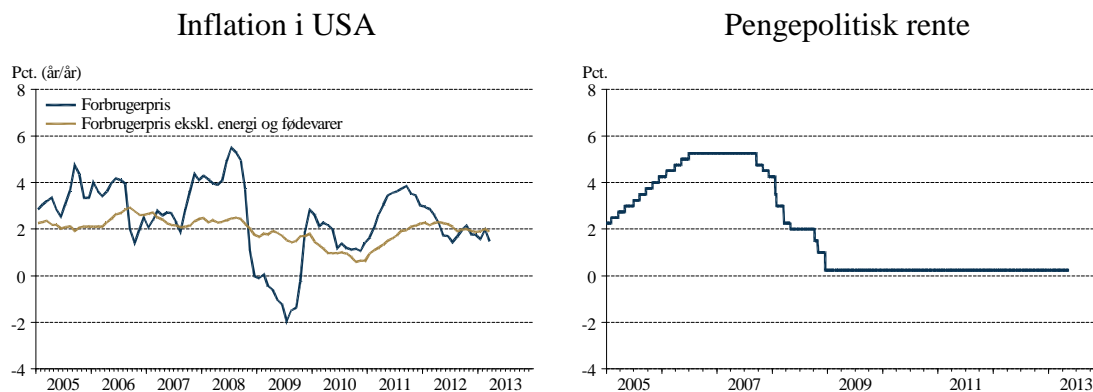 Inflation i USA
Pct. (år/år)
8
Forbrugerpris
Forbrugerpris ekskl. energi og fødevarer
6
4
2
0
-2
-4
2005 2006 2007 2008 2009 2010 2011 2012 2013
Pengepolitisk rente
Pct.
8
6
4
2
0
-2
-4
2005 2007 2009 2011 2013